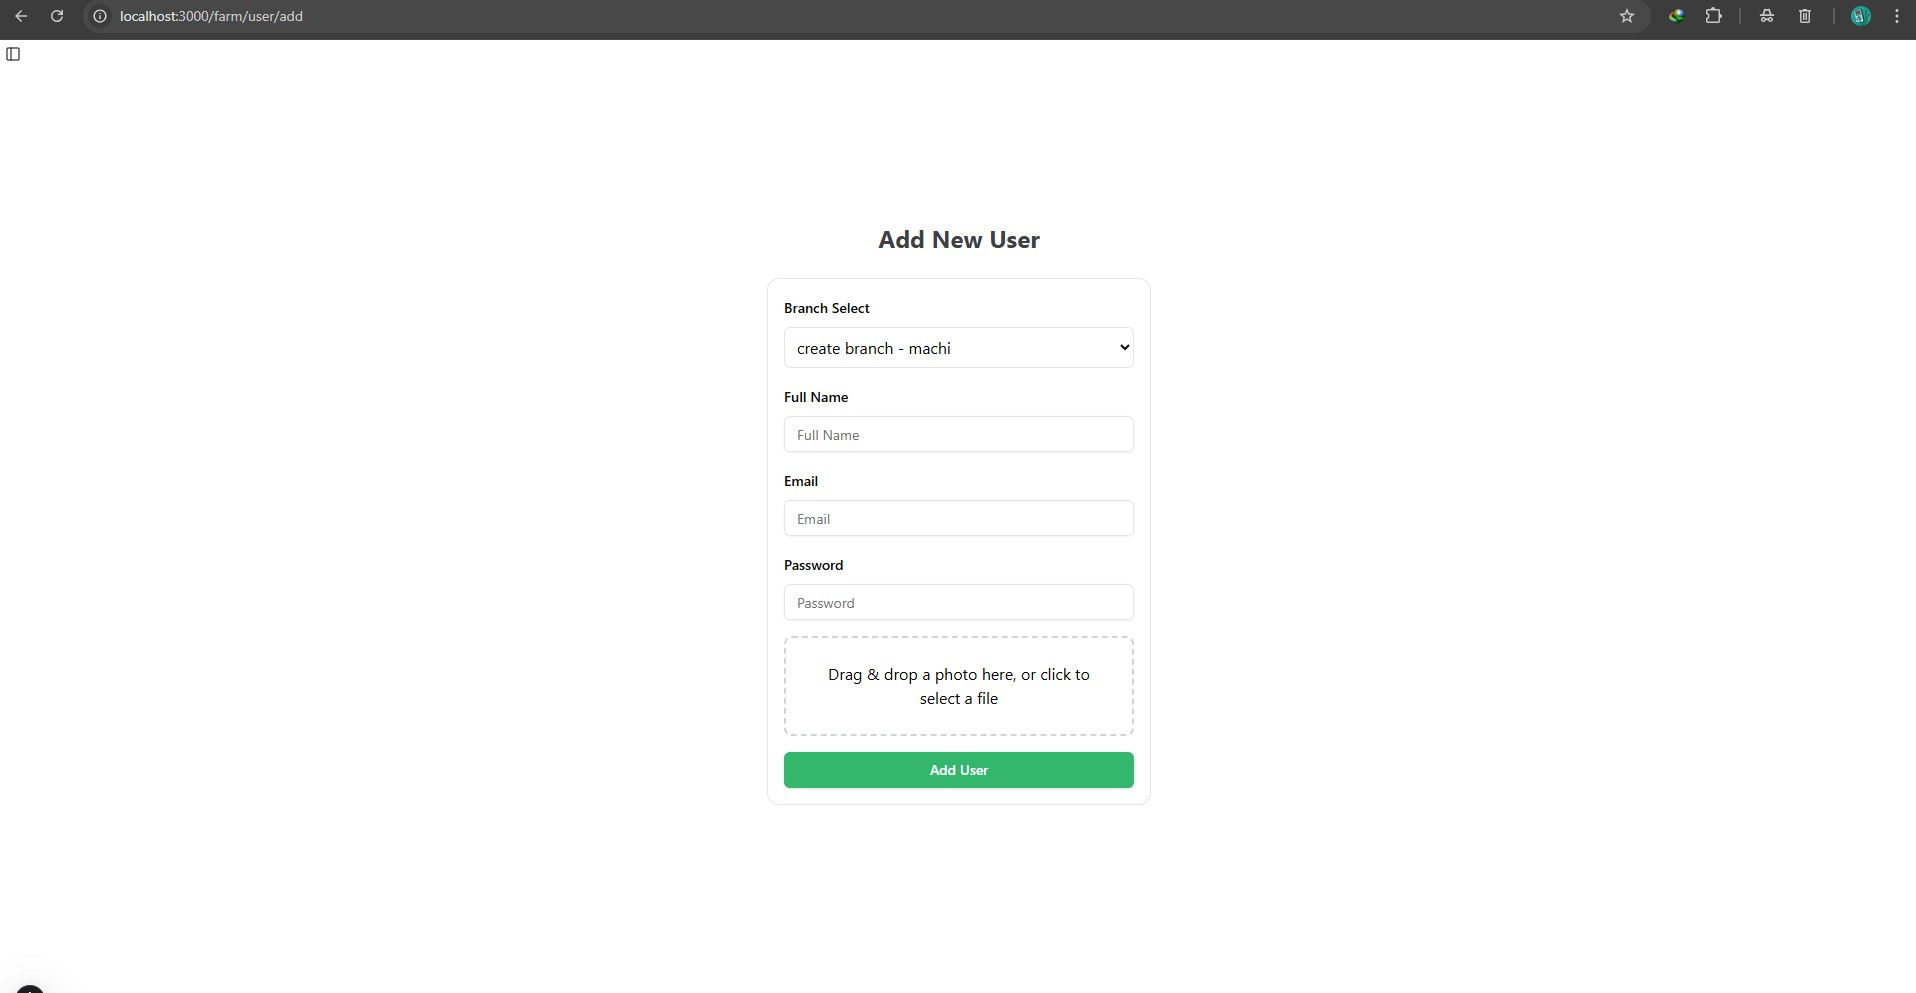 localhost:3000/farm/user/add
Add New User
Branch Select
create branch - machi
Full Name
Full Name
Email
Email
Password
Password
Drag & drop a photo here, or click to
select a file
Add User